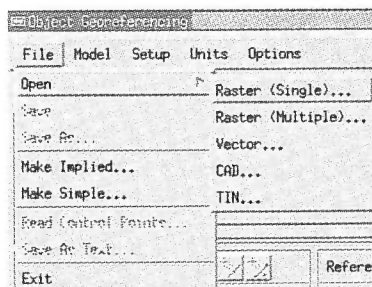 Object Georeferencing
File Model Setup Units Options
Open
Save
Save As...
Make Implied...
Make Simple...
Read Control Points...
Save As Text...
Exit
Raster (Single)...
Raster (Multiple)...
Vector...
CAD...
TIN...
Refere